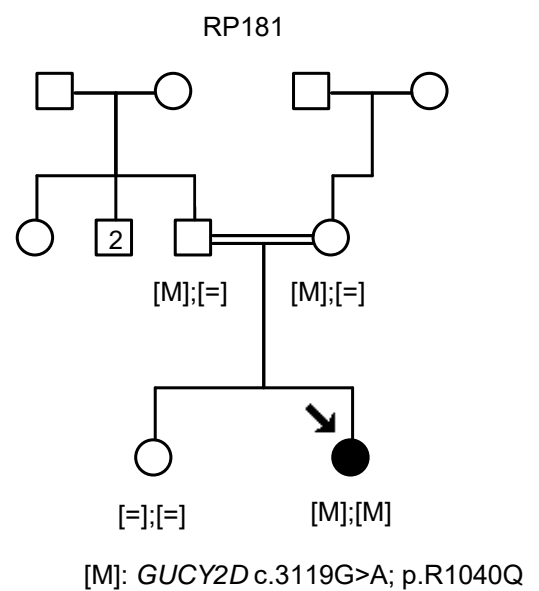 RP181
2
[M];[=] [M];[=]
[=];[=] [M];[M]
[M]: GUCY2D c.3119G>A; p.R1040Q